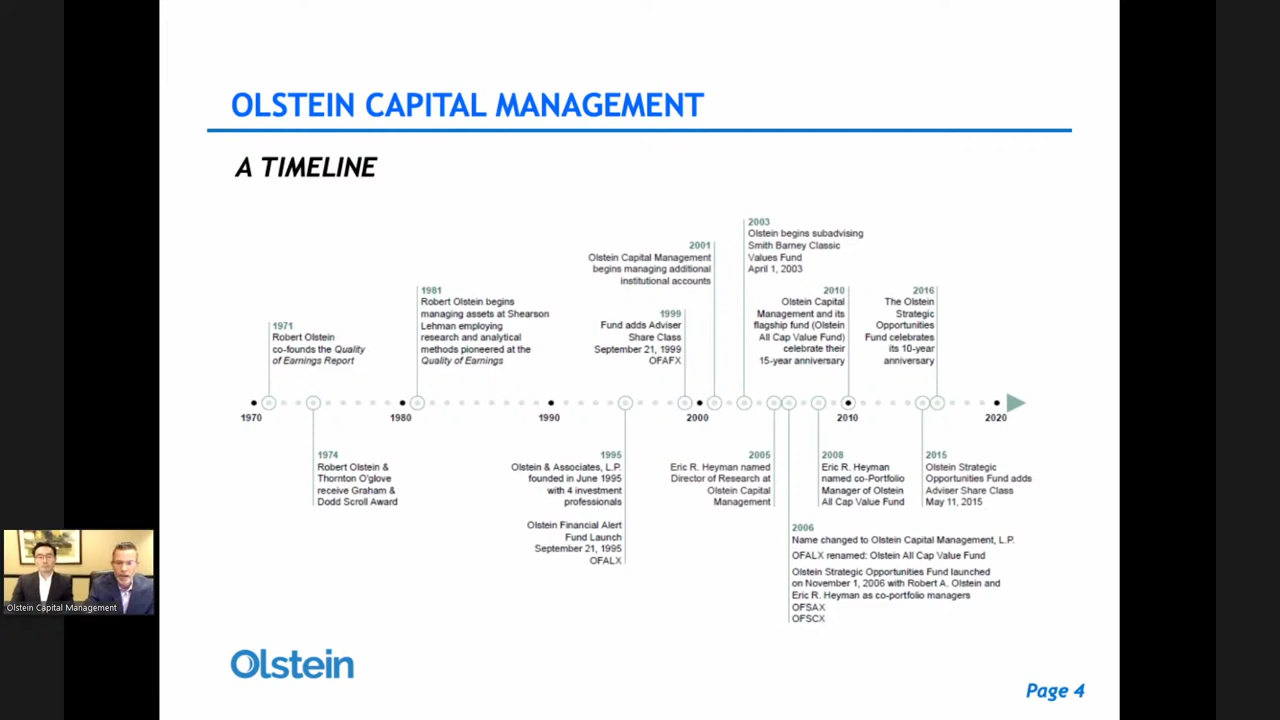 OLSTEIN CAPITAL MANAGEMENT
A TIMELINE
1971
Robert Olstein
co-founds the Quality
of Earnings Report
1981
Robert Olstein begins
managing assets at Shearson
Lehman employing
research and analytical
methods pioneered at the
Quality of Earnings
1999
Fund adds Adviser
Share Class
September 21, 1999
OFAFX
2001
Olstein Capital Management
begins managing additional
institutional accounts
2003
Olstein begins subadvising
Smith Barney Classic
Values Fund
April 1, 2003
2010
Olstein Capital
Management and its
flagship fund (Olstein
All Cap Value Fund)
celebrate their
15-year anniversary
2016
The Olstein
Strategic
Opportunities
Fund celebrates
its 10-year
anniversary
1970
1980
1990
2000
2010
2020
1974
Robert Olstein &
Thornton O'glove
receive Graham &
Dodd Scroll Award
1995
Olstein & Associates, L.P.
founded in June 1995
with 4 investment
professionals
Olstein Financial Alert
Fund Launch
September 21, 1995
OFALX
2005
Eric R. Heyman named
Director of Research at
Olstein Capital
Management
2006
Name changed to Olstein Capital Management, L.P.
OFALX renamed: Olstein All Cap Value Fund
Olstein Strategic Opportunities Fund launched
on November 1, 2006 with Robert A. Olstein and
Eric R. Heyman as co-portfolio managers
OFSAX
OFSCX
2008
Eric R. Heyman
named co-Portfolio
Manager of Olstein
All Cap Value Fund
2015
Olstein Strategic
Opportunities Fund adds
Adviser Share Class
May 11, 2015
Olstein Capital Management
Olstein
Page 4